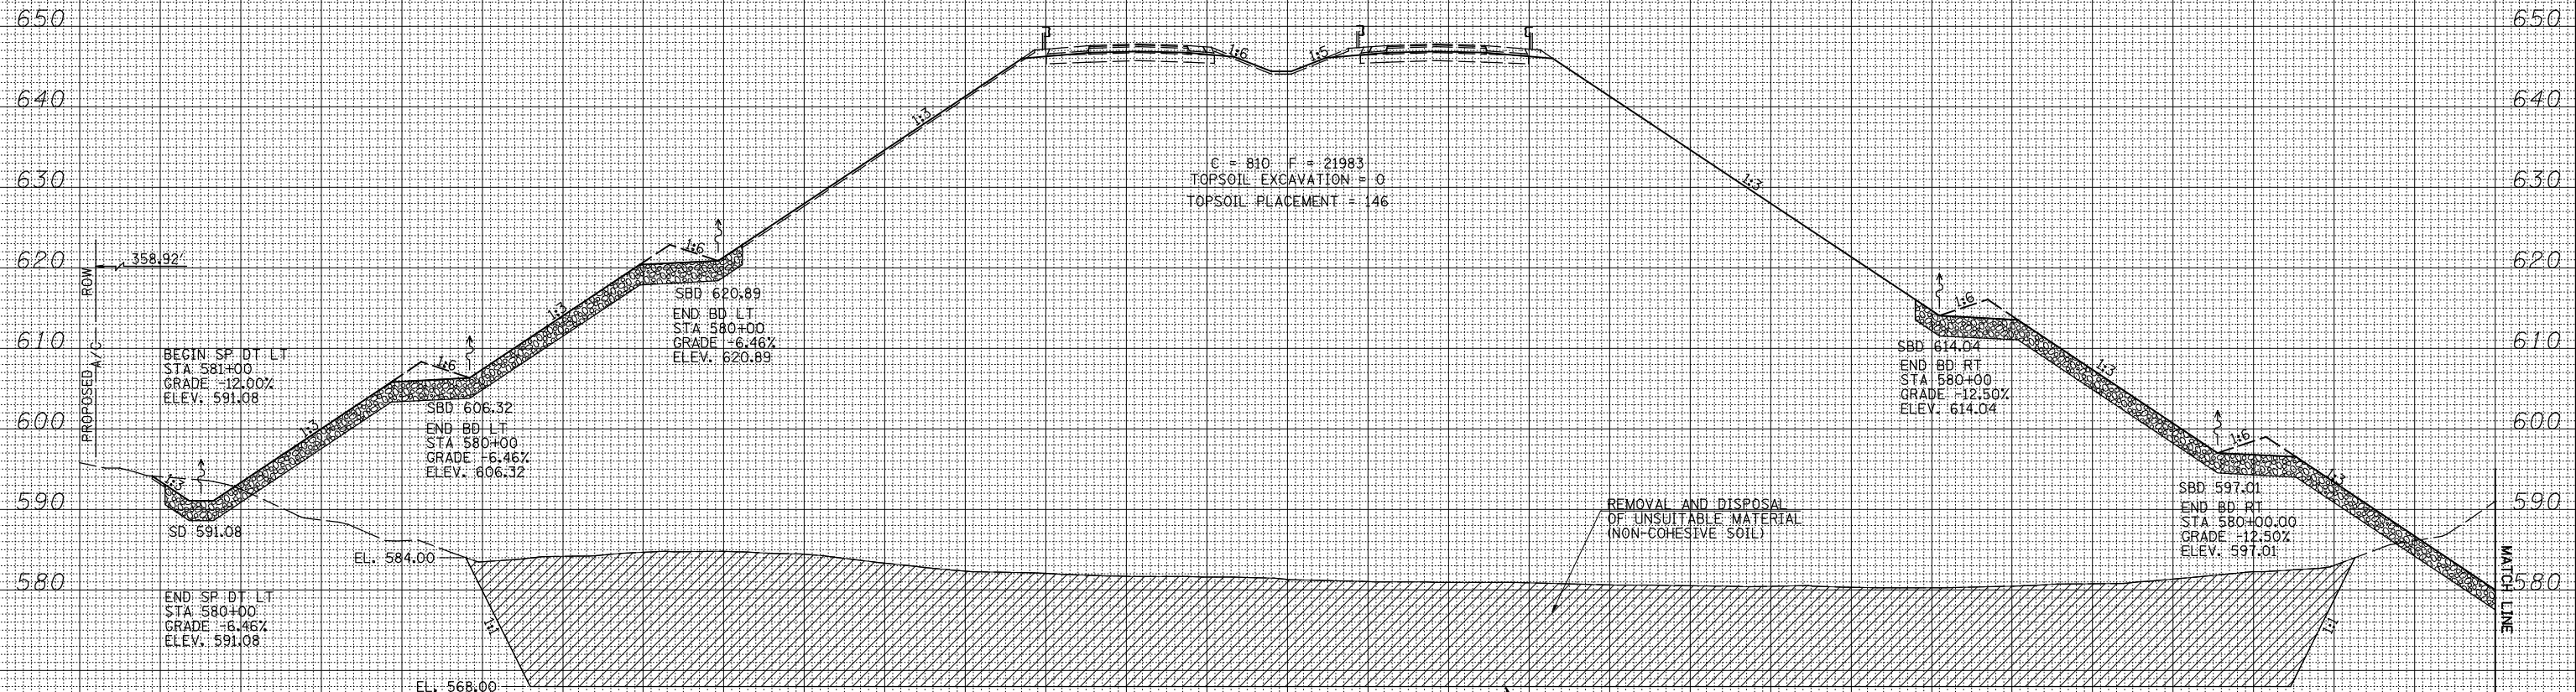 650
650
1:6
1:5
640
640
1:3
C = 810 F = 21983
TOPSOIL EXCAVATION = 0
TOPSOIL PLACEMENT = 146
630
630
1:3
620
620
358.92'
PROPOSED A/C ROW
1:6
SBD 620.89
END BD LT
STA 580+00
GRADE -6.46%
ELEV. 620.89
1:3
1:6
SBD 614.04
END BD RT
STA 580+00
GRADE -12.50%
ELEV. 614.04
1:3
610
610
BEGIN SP DT LT
STA 581+00
GRADE -12.00%
ELEV. 591.08
1:6
SBD 606.32
END BD LT
STA 580+00
GRADE -6.46%
ELEV. 606.32
1:3
600
600
1:6
SBD 597.01
END BD RT
STA 580+00.00
GRADE -12.50%
ELEV. 597.01
1:3
1:3
SD 591.08
590
590
REMOVAL AND DISPOSAL
OF UNSUITABLE MATERIAL
(NON-COHESIVE SOIL)
EL. 584.00
580
580
MATCH LINE
END SP DT LT
STA 580+00
GRADE -6.46%
ELEV. 591.08
1:1
1:1
EL. 568.00